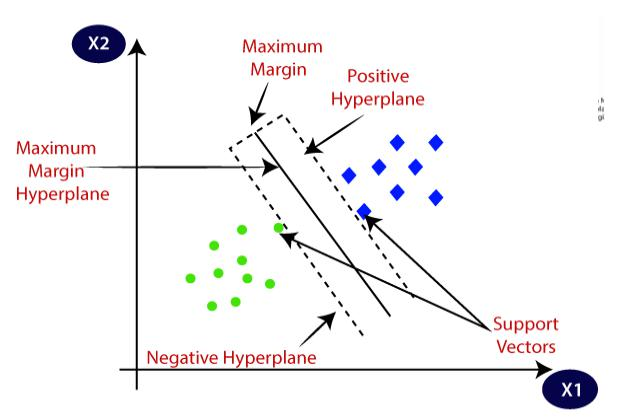 X2
Maximum
Margin
Positive
Hyperplane
Maximum
Margin
Hyperplane
Support
Vectors
Negative Hyperplane
X1